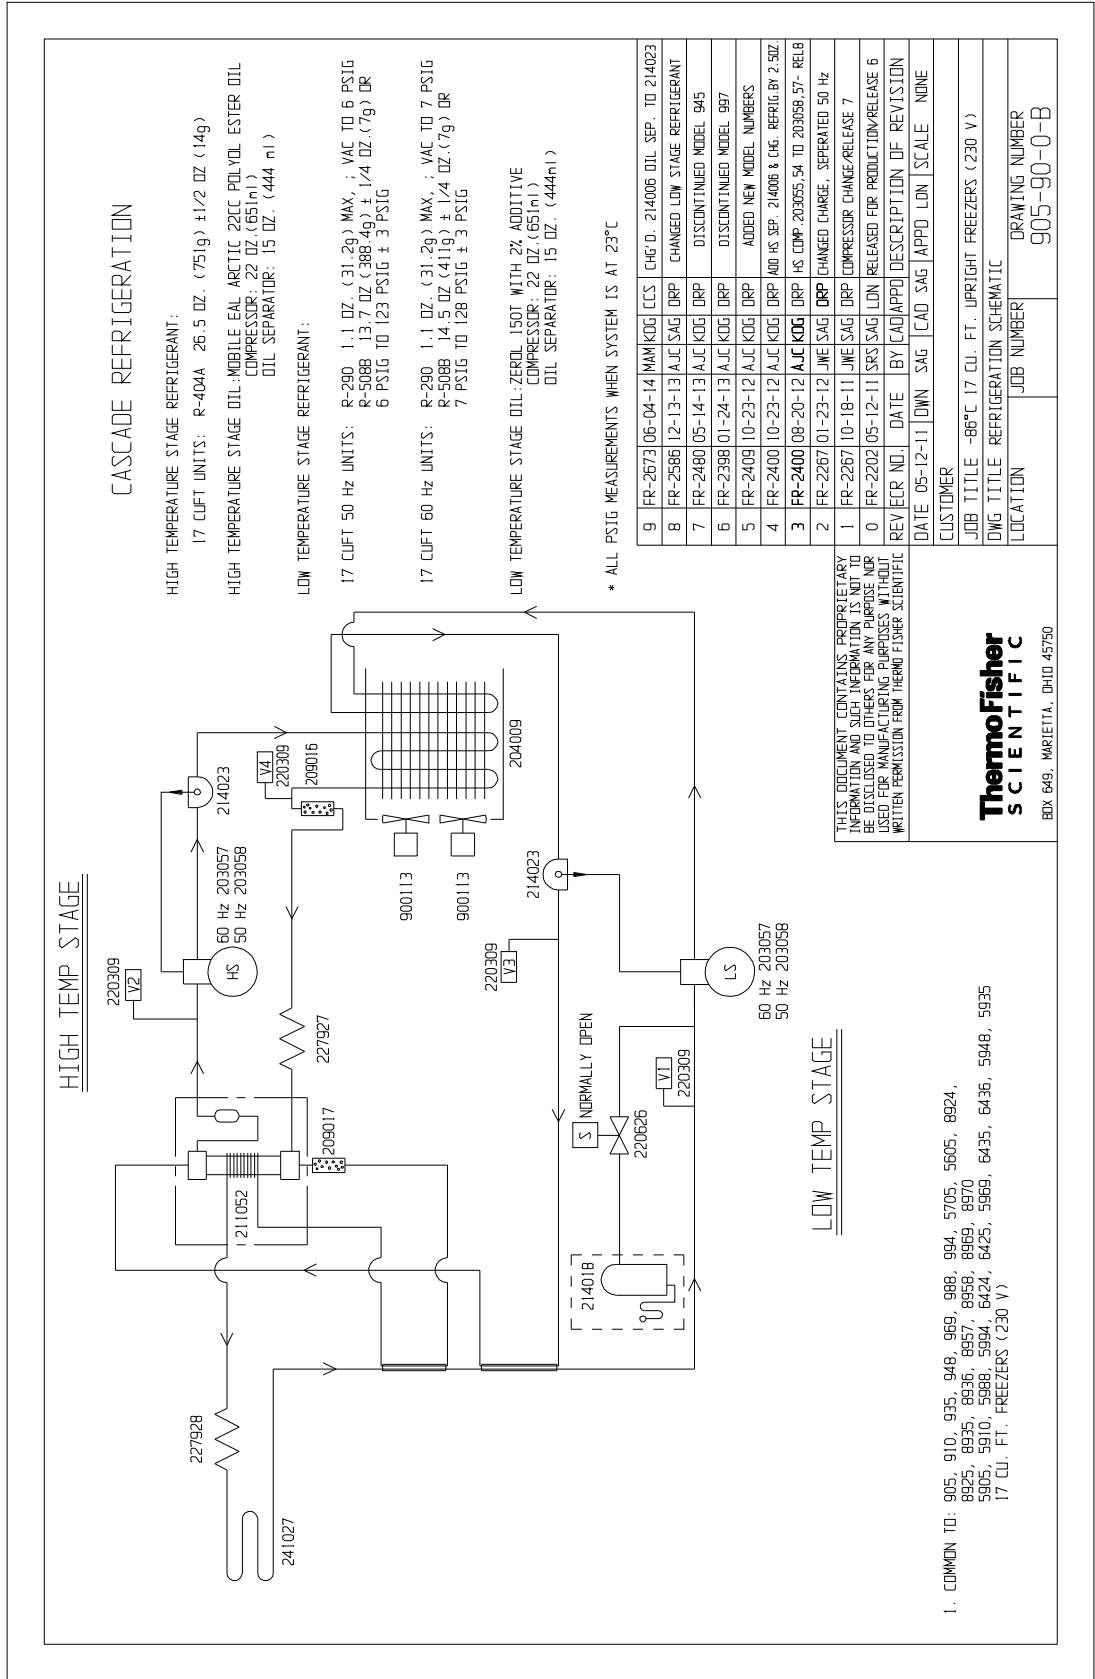 CASCADE REFRIGERATION
HIGH TEMPERATURE STAGE REFRIGERANT:
17 CUFT UNITS: R-404A 26.5 OZ. (751g) ±1/2 OZ (14g)
HIGH TEMPERATURE STAGE OIL:MOBILE EAL ARCTIC 22CC POLYOL ESTER OIL
COMPRESSOR: 22 OZ.(651ml)
OIL SEPARATOR: 15 OZ. (444 ml)
LOW TEMPERATURE STAGE REFRIGERANT:
17 CUFT 50 Hz UNITS: R-290 1.1 OZ. (31.2g) MAX, ; VAC TO 6 PSIG
R-508B 13.7 OZ (388.4g) ± 1/4 OZ.(7g) OR
6 PSIG TO 123 PSIG ± 3 PSIG
17 CUFT 60 Hz UNITS: R-290 1.1 OZ. (31.2g) MAX, ; VAC TO 7 PSIG
R-508B 14.5 OZ (411g) ± 1/4 OZ.(7g) OR
7 PSIG TO 128 PSIG ± 3 PSIG
LOW TEMPERATURE STAGE OIL:ZEROL 150T WITH 2% ADDITIVE
COMPRESSOR: 22 OZ.(651ml)
OIL SEPARATOR: 15 OZ. (444ml)
* ALL PSIG MEASUREMENTS WHEN SYSTEM IS AT 23°C
HIGH TEMP STAGE
220309
V2
HS
60 Hz 203057
50 Hz 203058
214023
V4
220309
209016
204009
900113
900113
227927
209017
211052
227928
241027
214023
220309
V3
S
NORMALLY OPEN
220626
V1
220309
LS
60 Hz 203057
50 Hz 203058
21401B
LOW TEMP STAGE
1. COMMON TO: 905, 910, 935, 948, 969, 988, 994, 5705, 5605, 8924,
8925, 8935, 8936, 8957, 8958, 8969, 8970
5905, 5910, 5988, 5994, 6424, 6425, 5969, 6435, 6436, 5948, 5935
17 CU. FT. FREEZERS (230 V)
9 FR-2673 06-04-14 MAM KDG CCS CHG'D. 214006 OIL SEP. TO 214023
8 FR-2586 12-13-13 AJC SAG DRP CHANGED LOW STAGE REFRIGERANT
7 FR-2480 05-14-13 AJC KDG DRP DISCONTINUED MODEL 945
6 FR-2398 01-24-13 AJC KDG DRP DISCONTINUED MODEL 997
5 FR-2409 10-23-12 AJC KDG DRP ADDED NEW MODEL NUMBERS
4 FR-2400 10-23-12 AJC KDG DRP ADD HS SEP. 214006 & CHG. REFRIG.BY 2.5OZ.
3 FR-2400 08-20-12 AJC KDG DRP HS COMP.203055,54 TO 203058,57- REL8
2 FR-2267 01-23-12 JWE SAG DRP CHANGED CHARGE, SEPERATED 50 Hz
1 FR-2267 10-18-11 JWE SAG DRP COMPRESSOR CHANGE/RELEASE 7
0 FR-2202 05-12-11 SRS SAG LDN RELEASED FOR PRODUCTION/RELEASE 6
REV ECR NO. DATE BY CAD APPD DESCRIPTION OF REVISION
DATE 05-12-11 DWN SAG CAD SAG APPD LDN SCALE NONE
CUSTOMER
JOB TITLE -86°C 17 CU. FT. UPRIGHT FREEZERS (230 V)
DWG TITLE REFRIGERATION SCHEMATIC
LOCATION JOB NUMBER DRAWING NUMBER
905-90-0-B
THIS DOCUMENT CONTAINS PROPRIETARY
INFORMATION AND SUCH INFORMATION IS NOT TO
BE DISCLOSED TO OTHERS FOR ANY PURPOSE NOR
USED FOR MANUFACTURING PURPOSES WITHOUT
WRITTEN PERMISSION FROM THERMO FISHER SCIENTIFIC
ThermoFisher
SCIENTIFIC
BOX 649, MARIETTA, OHIO 45750